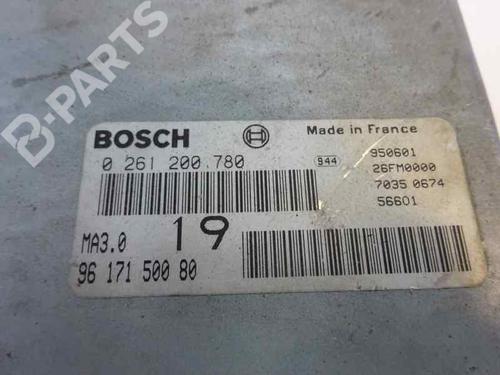 B-PARTS
BOSCH
Made in France
0 261 200.780
944
950601
26FM0000
7035 0674
56601
MA3.0
19
96 171 500 80